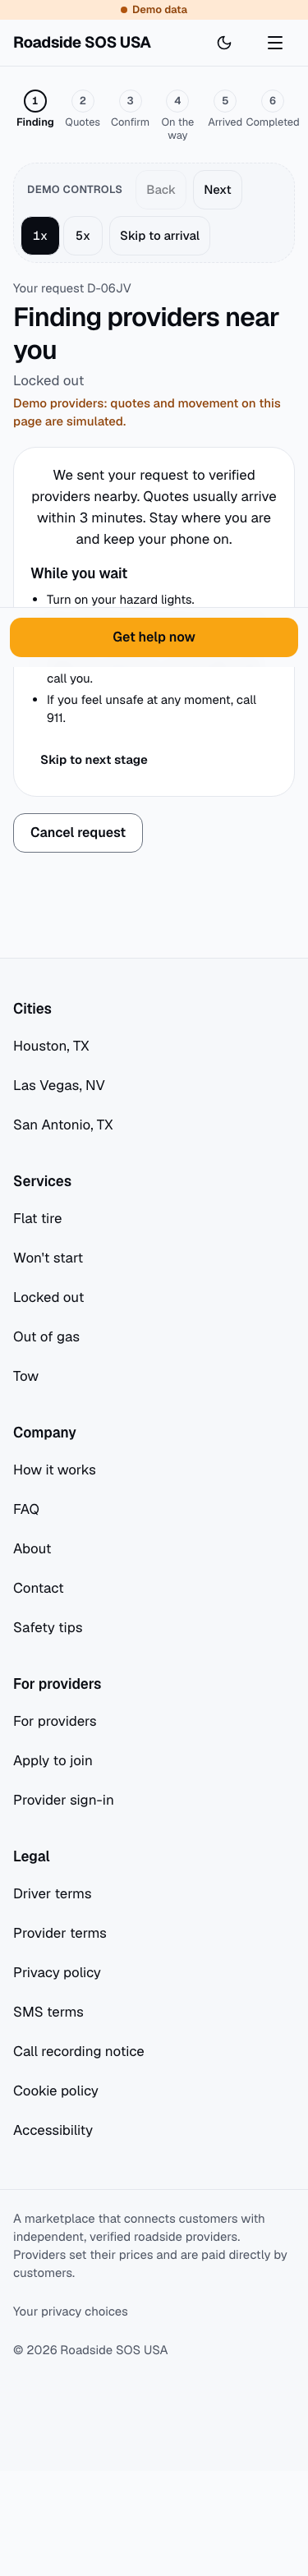 Demo data
Roadside SOS USA
1 2 3 4 5 6
Finding Quotes Confirm On the way Arrived Completed
DEMO CONTROLS Back Next
1x 5x Skip to arrival
Your request D-06JV
Finding providers near
you
Locked out
Demo providers: quotes and movement on this
page are simulated.
We sent your request to verified
providers nearby. Quotes usually arrive
within 3 minutes. Stay where you are
and keep your phone on.
While you wait
Turn on your hazard lights.
Get help now
call you.
If you feel unsafe at any moment, call
911.
Skip to next stage
Cancel request
Cities
Houston, TX
Las Vegas, NV
San Antonio, TX
Services
Flat tire
Won't start
Locked out
Out of gas
Tow
Company
How it works
FAQ
About
Contact
Safety tips
For providers
For providers
Apply to join
Provider sign-in
Legal
Driver terms
Provider terms
Privacy policy
SMS terms
Call recording notice
Cookie policy
Accessibility
A marketplace that connects customers with
independent, verified roadside providers.
Providers set their prices and are paid directly by
customers.
Your privacy choices
© 2026 Roadside SOS USA